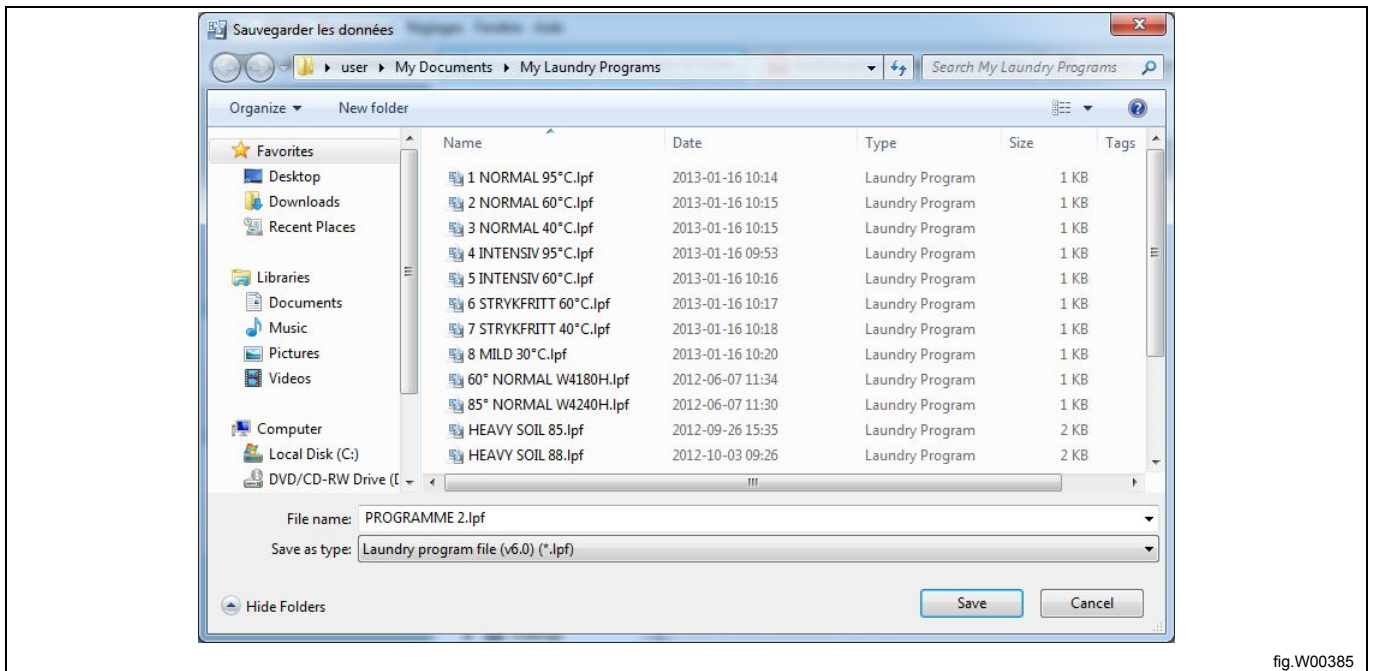 Sauvegarder les données
user ▸ My Documents ▸ My Laundry Programs
Search My Laundry Programs
Organize
New folder
Name Date Type Size Tags
Favorites
Desktop
Downloads
Recent Places
Libraries
Documents
Music
Pictures
Videos
Computer
Local Disk (C:)
DVD/CD-RW Drive (
1 NORMAL 95°C.lpf 2013-01-16 10:14 Laundry Program 1 KB
2 NORMAL 60°C.lpf 2013-01-16 10:15 Laundry Program 1 KB
3 NORMAL 40°C.lpf 2013-01-16 10:15 Laundry Program 1 KB
4 INTENSIV 95°C.lpf 2013-01-16 09:53 Laundry Program 1 KB
5 INTENSIV 60°C.lpf 2013-01-16 10:16 Laundry Program 1 KB
6 STRYKFRITT 60°C.lpf 2013-01-16 10:17 Laundry Program 1 KB
7 STRYKFRITT 40°C.lpf 2013-01-16 10:18 Laundry Program 1 KB
8 MILD 30°C.lpf 2013-01-16 10:20 Laundry Program 1 KB
60° NORMAL W4180H.lpf 2012-06-07 11:34 Laundry Program 1 KB
85° NORMAL W4240H.lpf 2012-06-07 11:30 Laundry Program 1 KB
HEAVY SOIL 85.lpf 2012-09-26 15:35 Laundry Program 2 KB
HEAVY SOIL 88.lpf 2012-10-03 09:26 Laundry Program 2 KB
File name: PROGRAMME 2.lpf
Save as type: Laundry program file (v6.0) (*.lpf)
Hide Folders
Save
Cancel
fig.W00385